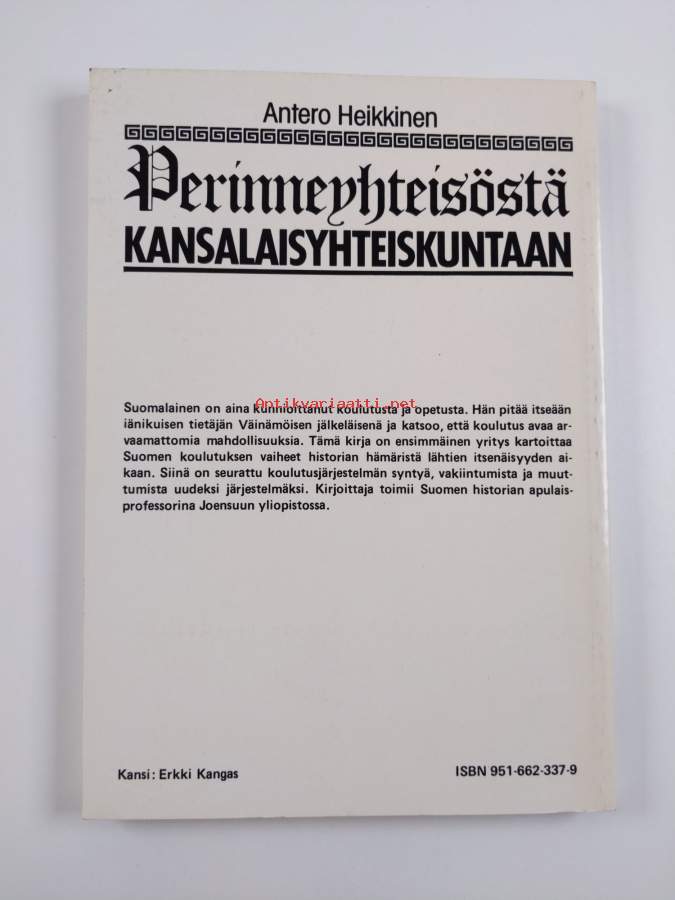 Antero Heikkinen
Perinneyhteisöstä
KANSALAISYHTEISKUNTAAN
Antikvariaatti.net
Suomalainen on aina kunnioittanut koulutusta ja opetusta. Hän pitää itseään
iänikuisen tietäjän Väinämöisen jälkeläisenä ja katsoo, että koulutus avaa ar-
vaamattomia mahdollisuuksia. Tämä kirja on ensimmäinen yritys kartoittaa
Suomen koulutuksen vaiheet historian hämäristä lähtien itsenäisyyden ai-
kaan. Siinä on seurattu koulutusjärjestelmän syntyä, vakiintumista ja muut-
tumista uudeksi järjestelmäksi. Kirjoittaja toimii Suomen historian apulais-
professorina Joensuun yliopistossa.
Kansi: Erkki Kangas
ISBN 951-662-337-9